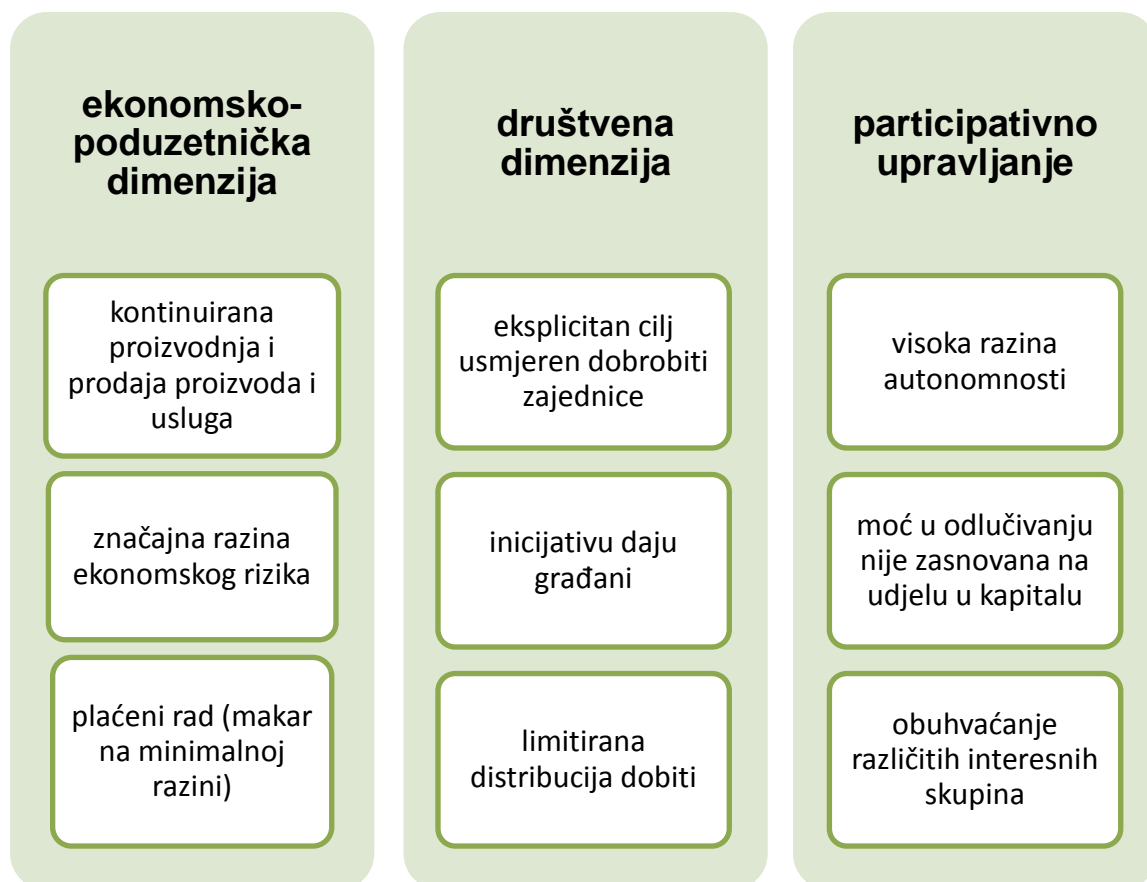 ekonomsko-
poduzetnička
dimenzija
kontinuirana
proizvodnja i
prodaja proizvoda i
usluga
značajna razina
ekonomskog rizika
plaćeni rad (makar
na minimalnoj
razini)
društvena
dimenzija
eksplicitan cilj
usmjeren dobrobiti
zajednice
inicijativu daju
građani
limitirana
distribucija dobiti
participativno
upravljanje
visoka razina
autonomnosti
moć u odlučivanju
nije zasnovana na
udjelu u kapitalu
obuhvaćanje
različitih interesnih
skupina